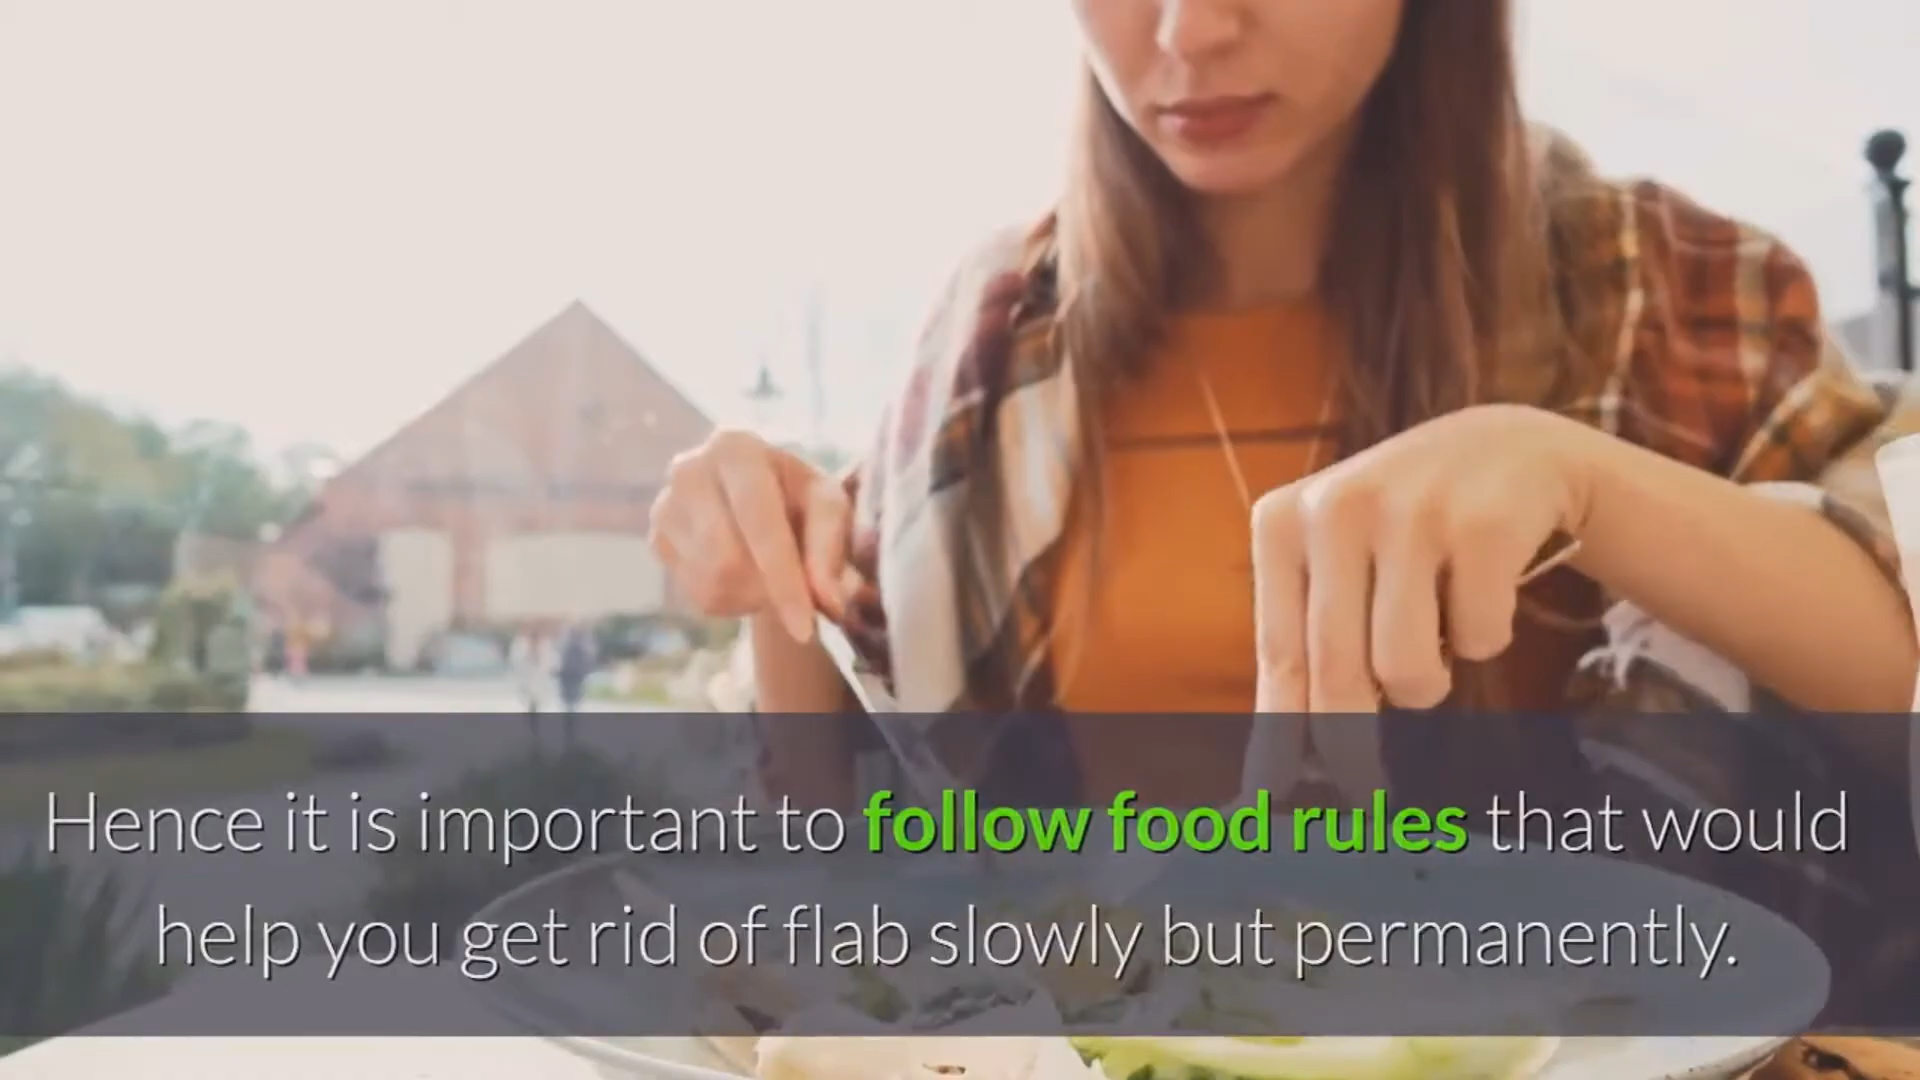 Hence it is important to follow food rules that would
help you get rid of flab slowly but permanently.